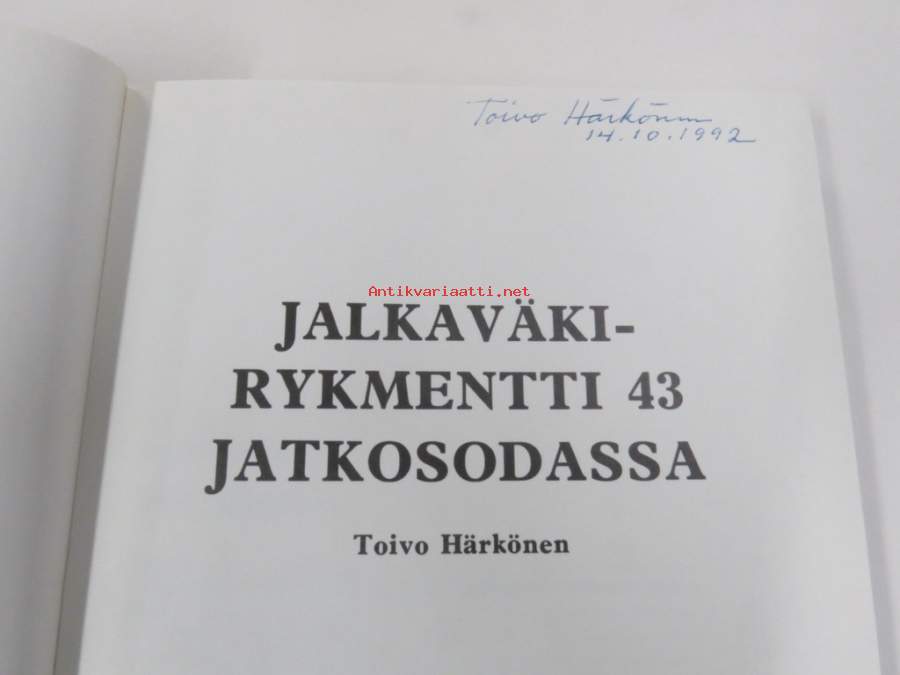 Toivo Härkönen
14.10.1992
Antikvariaatti.net
JALKAVÄKI-
RYKMENTTI 43
JATKOSODASSA
Toivo Härkönen